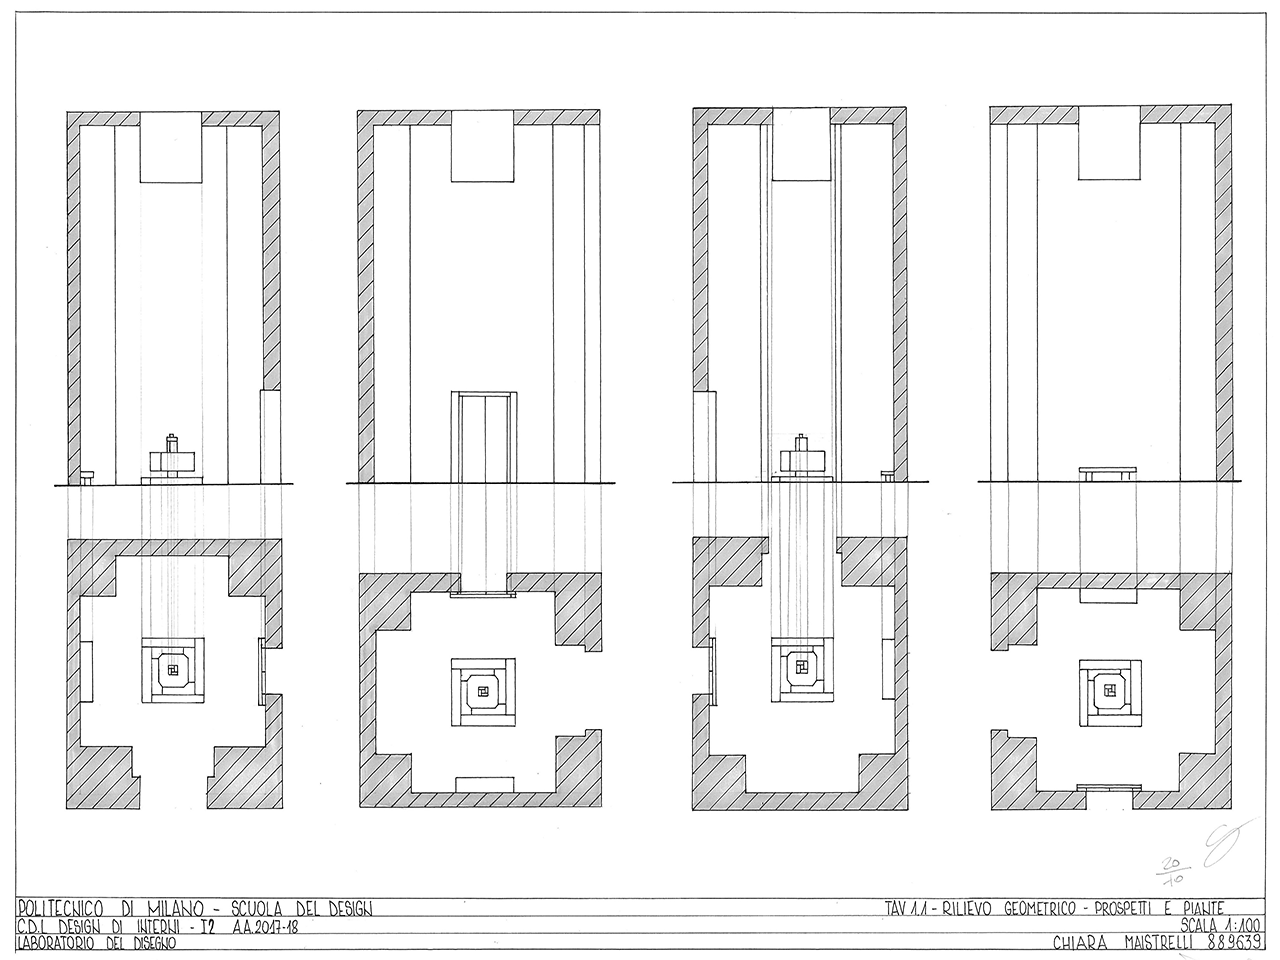 20/10
POLITECNICO DI MILANO - SCUOLA DEL DESIGN
TAV 1.1 - RILIEVO GEOMETRICO - PROSPETTI E PIANTE
C.D.L DESIGN DI INTERNI - I2 A.A.2017-18
SCALA 1:100
LABORATORIO DEL DISEGNO
CHIARA MAISTRELLI 889639